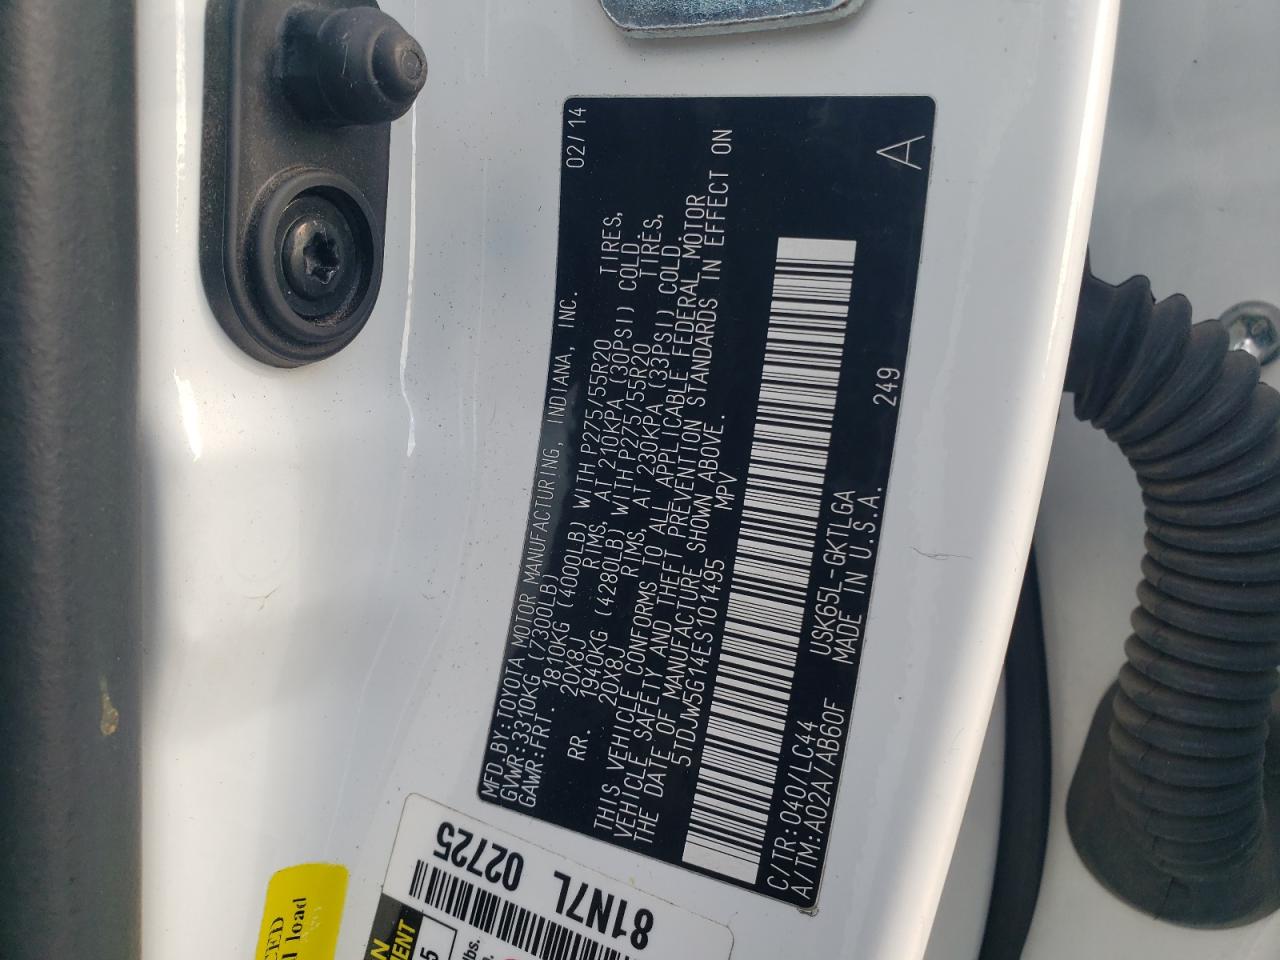 MFD BY: TOYOTA MOTOR MANUFACTURING, INDIANA, INC. 02/14
GVWR:3310KG (7300LB)
GAWR:FRT. 1810KG (4000LB) WITH P275/55R20 TIRES,
20X8J RIMS, AT 210KPA (30PSI) COLD.
RR. 1940KG (4280LB) WITH P275/55R20 TIRES,
20X8J RIMS, AT 230KPA (33PSI) COLD.
THIS VEHICLE CONFORMS TO ALL APPLICABLE FEDERAL MOTOR
VEHICLE SAFETY AND THEFT PREVENTION STANDARDS IN EFFECT ON
THE DATE OF MANUFACTURE SHOWN ABOVE.
5TDJW5G14ES101495 MPV
C/TR:040/LC44 USK65L-GKTLGA 249
A/TM:A02A/AB60F MADE IN U.S.A.
A
81N7L 02725
load
lbs.
5